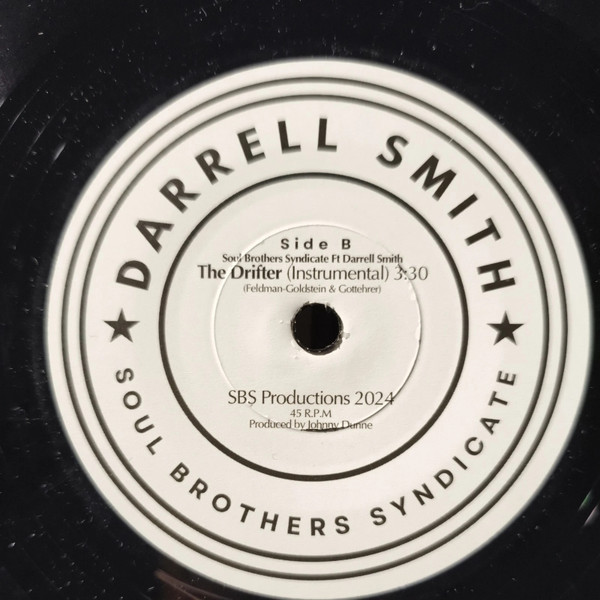 DARRELL SMITH
Side B
Soul Brothers Syndicate Ft Darrell Smith
The Drifter (Instrumental) 3:30
(Feldman-Goldstein & Gottehrer)
SBS Productions 2024
45 R.P.M
Produced by Johnny Dunne
SOUL BROTHERS SYNDICATE